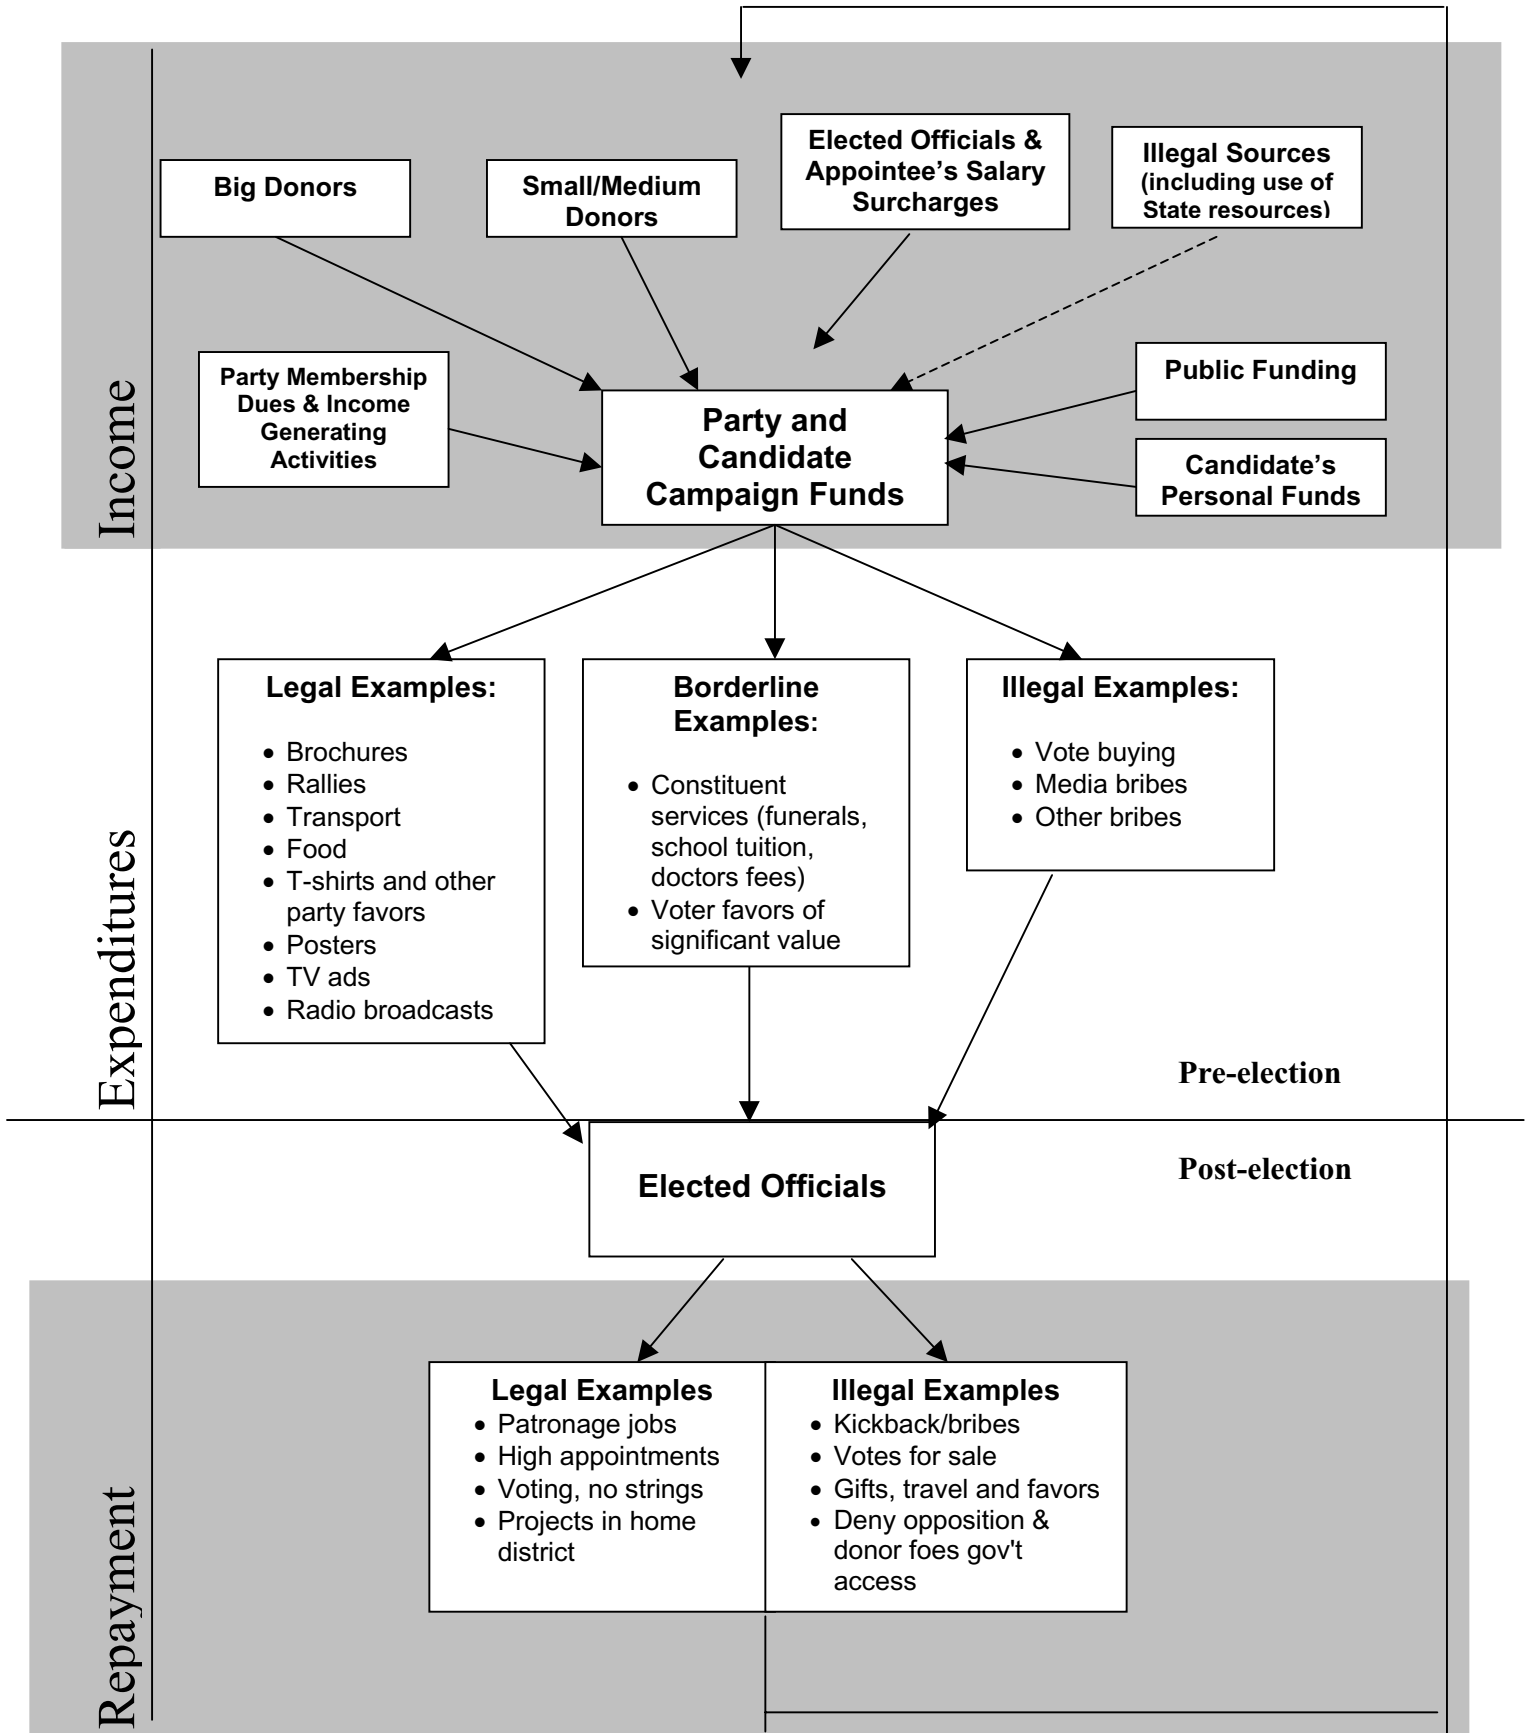 Income
Big Donors
Small/Medium
Donors
Elected Officials &
Appointee’s Salary
Surcharges
Illegal Sources
(including use of
State resources)
Party Membership
Dues & Income
Generating
Activities
Party and
Candidate
Campaign Funds
Public Funding
Candidate’s
Personal Funds
Expenditures
Legal Examples:
• Brochures
• Rallies
• Transport
• Food
• T-shirts and other
party favors
• Posters
• TV ads
• Radio broadcasts
Borderline
Examples:
• Constituent
services (funerals,
school tuition,
doctors fees)
• Voter favors of
significant value
Illegal Examples:
• Vote buying
• Media bribes
• Other bribes
Pre-election
Post-election
Elected Officials
Repayment
Legal Examples
• Patronage jobs
• High appointments
• Voting, no strings
• Projects in home
district
Illegal Examples
• Kickback/bribes
• Votes for sale
• Gifts, travel and favors
• Deny opposition &
donor foes gov't
access